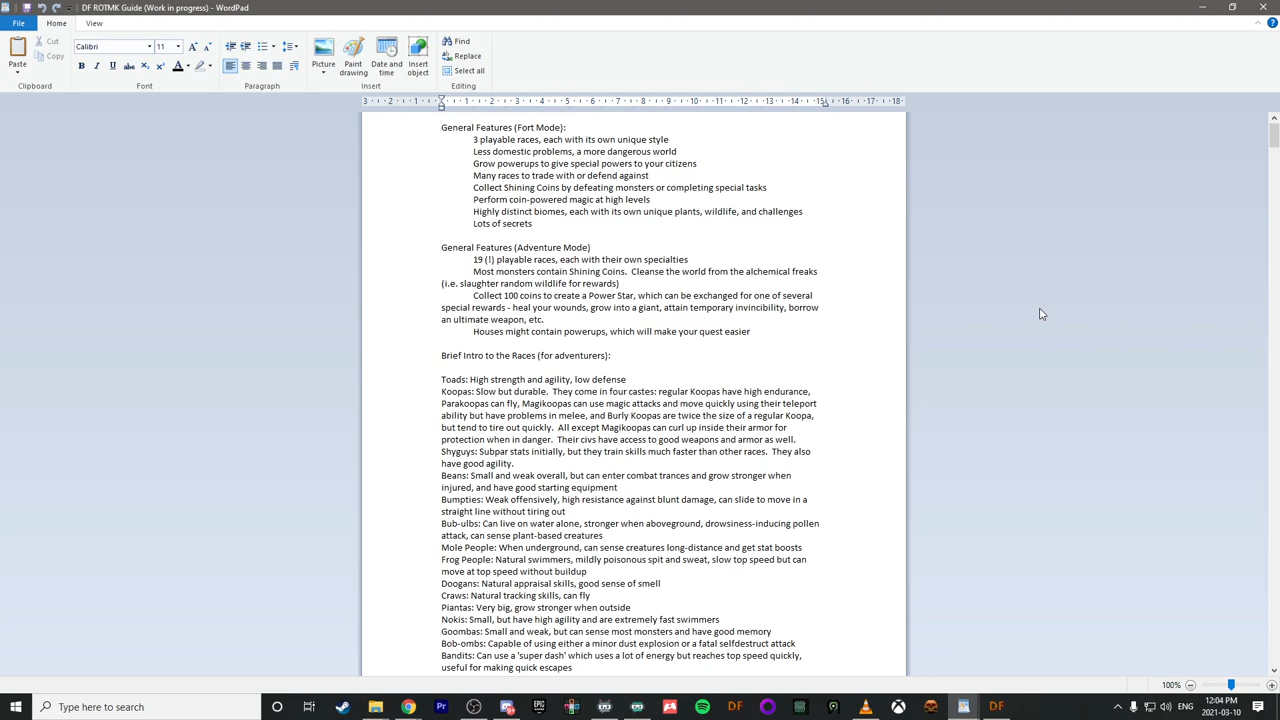 DF ROTMK Guide (Work in progress) - WordPad
File
Home
View
Paste
Cut
Copy
Calibri
11
Picture
Paint drawing
Date and time
Insert object
Find
Replace
Select all
Clipboard
Font
Paragraph
Insert
Editing
3 2 1 1 2 3 4 5 6 7 8 9 10 11 12 13 14 15 16 17 18
General Features (Fort Mode):
3 playable races, each with its own unique style
Less domestic problems, a more dangerous world
Grow powerups to give special powers to your citizens
Many races to trade with or defend against
Collect Shining Coins by defeating monsters or completing special tasks
Perform coin-powered magic at high levels
Highly distinct biomes, each with its own unique plants, wildlife, and challenges
Lots of secrets
General Features (Adventure Mode)
19 (!) playable races, each with their own specialties
Most monsters contain Shining Coins.  Cleanse the world from the alchemical freaks
(i.e. slaughter random wildlife for rewards)
Collect 100 coins to create a Power Star, which can be exchanged for one of several
special rewards - heal your wounds, grow into a giant, attain temporary invincibility, borrow
an ultimate weapon, etc.
Houses might contain powerups, which will make your quest easier
Brief Intro to the Races (for adventurers):
Toads: High strength and agility, low defense
Koopas: Slow but durable.  They come in four castes: regular Koopas have high endurance,
Parakoopas can fly, Magikoopas can use magic attacks and move quickly using their teleport
ability but have problems in melee, and Burly Koopas are twice the size of a regular Koopa,
but tend to tire out quickly.  All except Magikoopas can curl up inside their armor for
protection when in danger.  Their civs have access to good weapons and armor as well.
Shyguys: Subpar stats initially, but they train skills much faster than other races.  They also
have good agility.
Beans: Small and weak overall, but can enter combat trances and grow stronger when
injured, and have good starting equipment
Bumpties: Weak offensively, high resistance against blunt damage, can slide to move in a
straight line without tiring out
Bub-ulbs: Can live on water alone, stronger when aboveground, drowsiness-inducing pollen
attack, can sense plant-based creatures
Mole People: When underground, can sense creatures long-distance and get stat boosts
Frog People: Natural swimmers, mildly poisonous spit and sweat, slow top speed but can
move at top speed without buildup
Doogans: Natural appraisal skills, good sense of smell
Craws: Natural tracking skills, can fly
Piantas: Very big, grow stronger when outside
Nokis: Small, but have high agility and are extremely fast swimmers
Goombas: Small and weak, but can sense most monsters and have good memory
Bob-ombs: Capable of using either a minor dust explosion or a fatal selfdestruct attack
Bandits: Can use a 'super dash' which uses a lot of energy but reaches top speed quickly,
useful for making quick escapes
100%
Type here to search
ENG
12:04 PM
2021-03-10